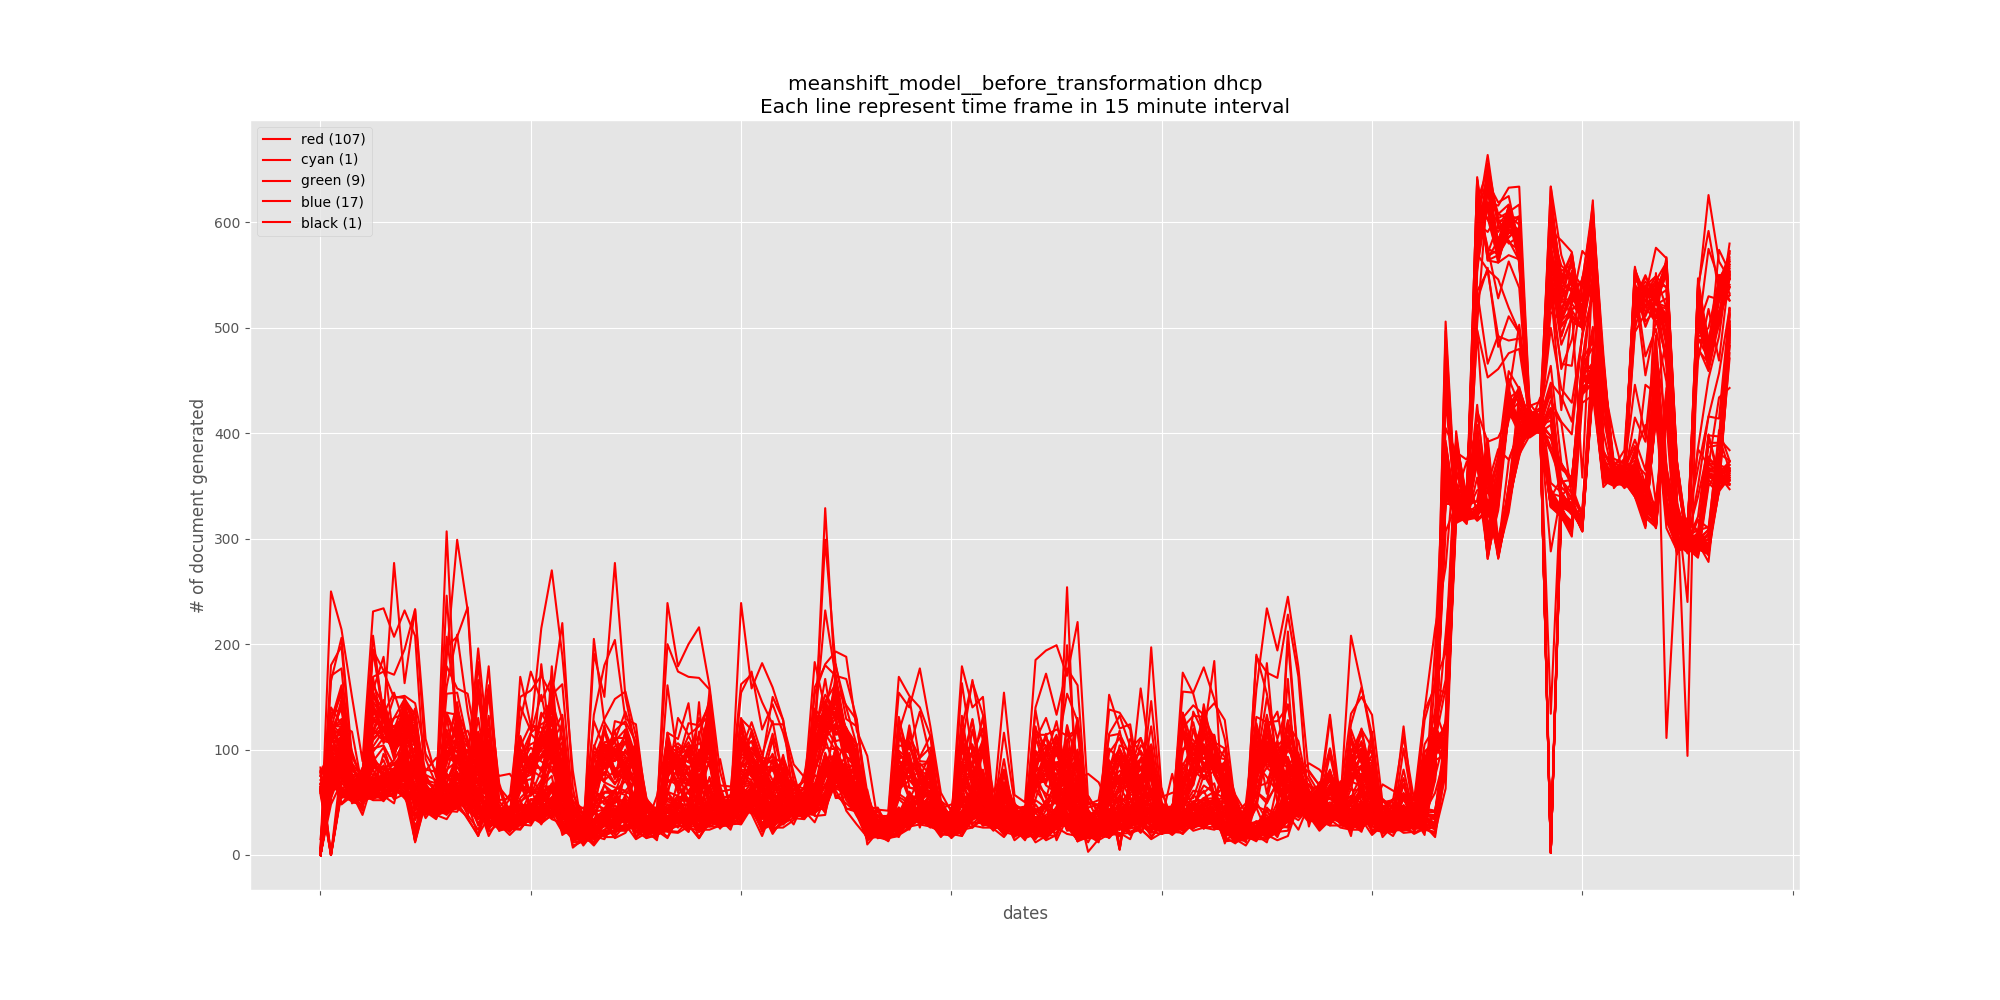 meanshift_model__before_transformation dhcp
Each line represent time frame in 15 minute interval
red (107)
cyan (1)
green (9)
blue (17)
black (1)
600
500
400
300
200
100
0
# of document generated
dates